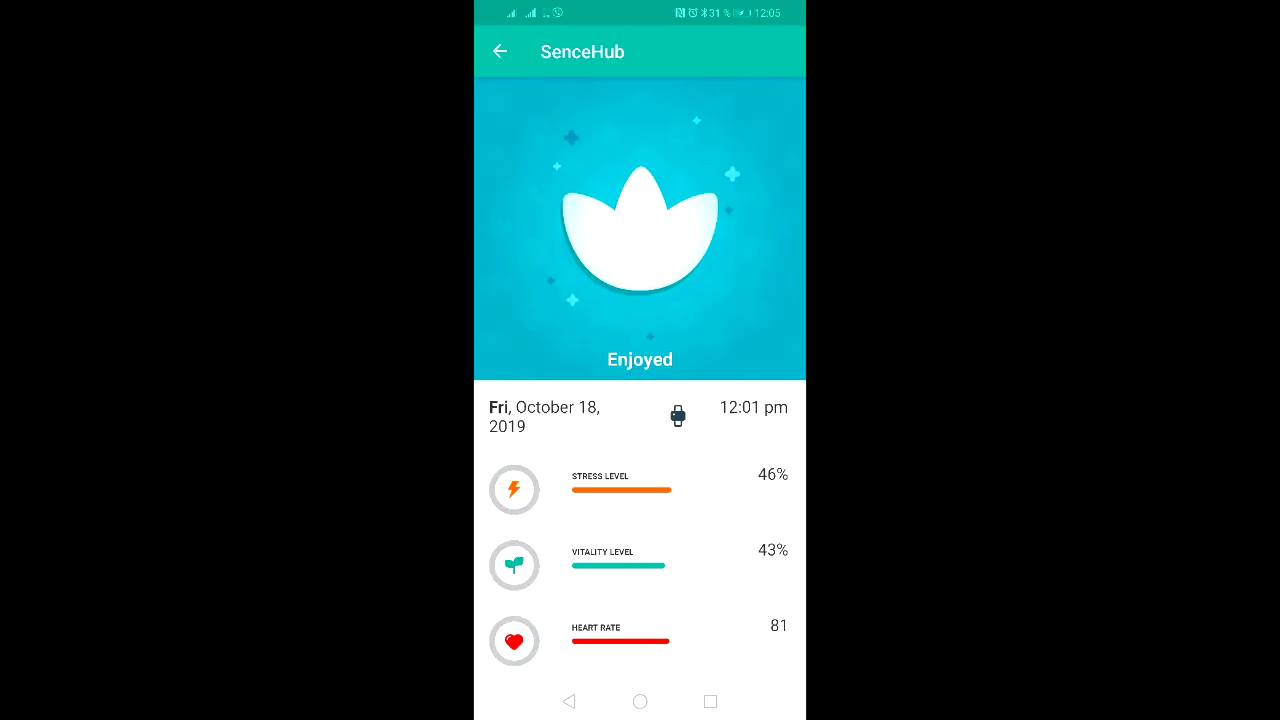 31 % 12:05
SenceHub
Enjoyed
Fri, October 18,
2019
12:01 pm
STRESS LEVEL
46%
VITALITY LEVEL
43%
HEART RATE
81